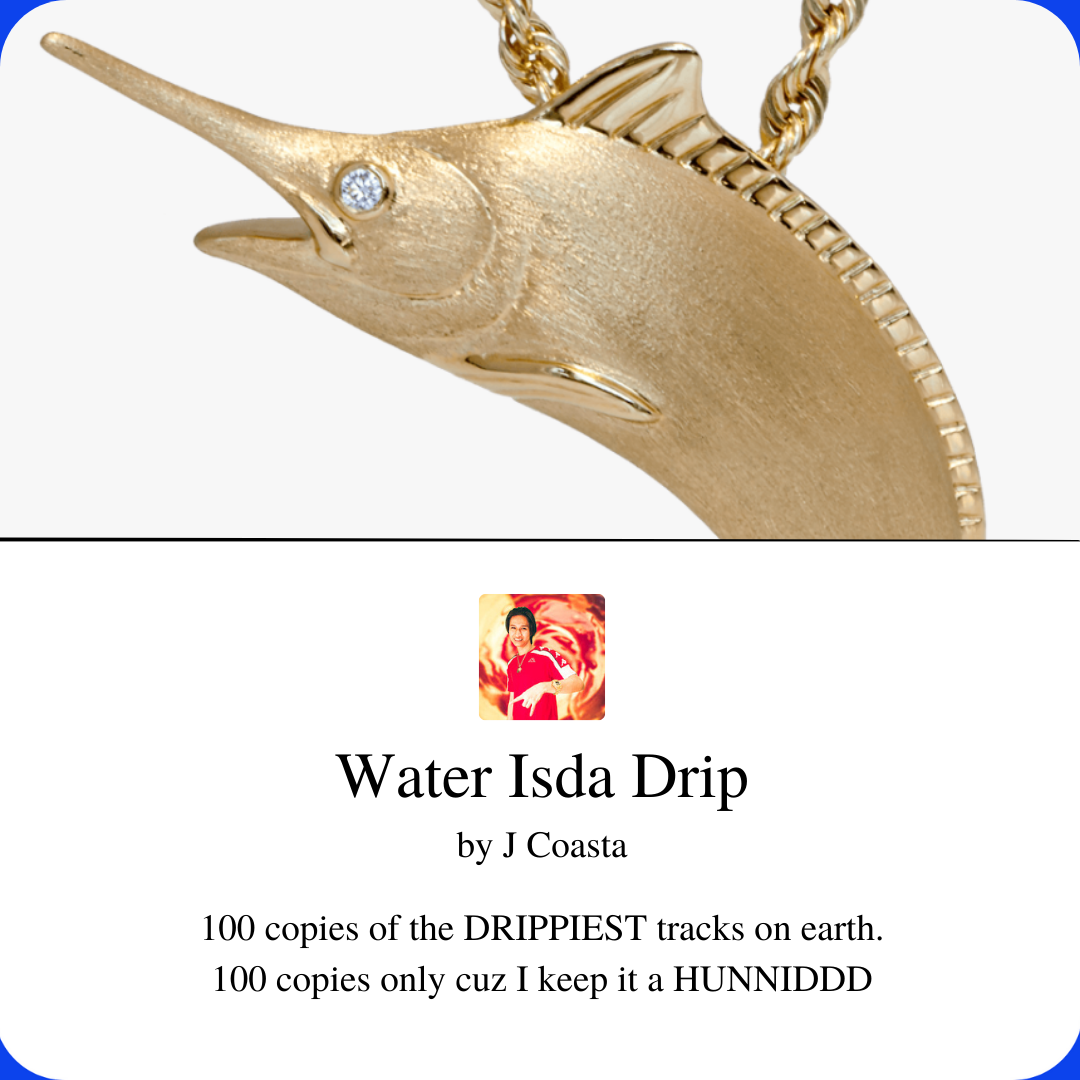 Water Isda Drip
by J Coasta
100 copies of the DRIPPIEST tracks on earth.
100 copies only cuz I keep it a HUNNIDDD